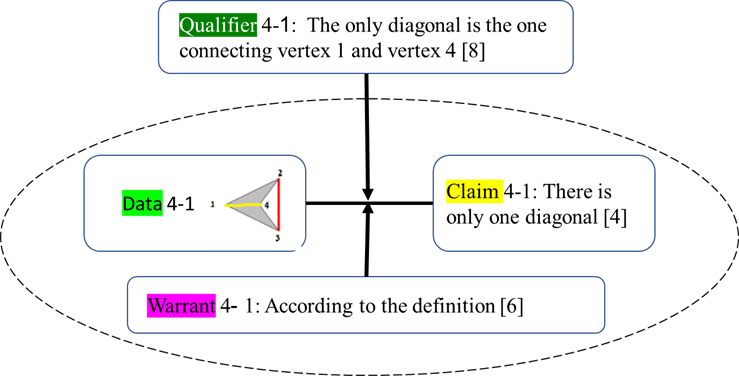 Qualifier 4-1: The only diagonal is the one
connecting vertex 1 and vertex 4 [8]
Data 4-1
1
2
4
3
Claim 4-1: There is
only one diagonal [4]
Warrant 4- 1: According to the definition [6]